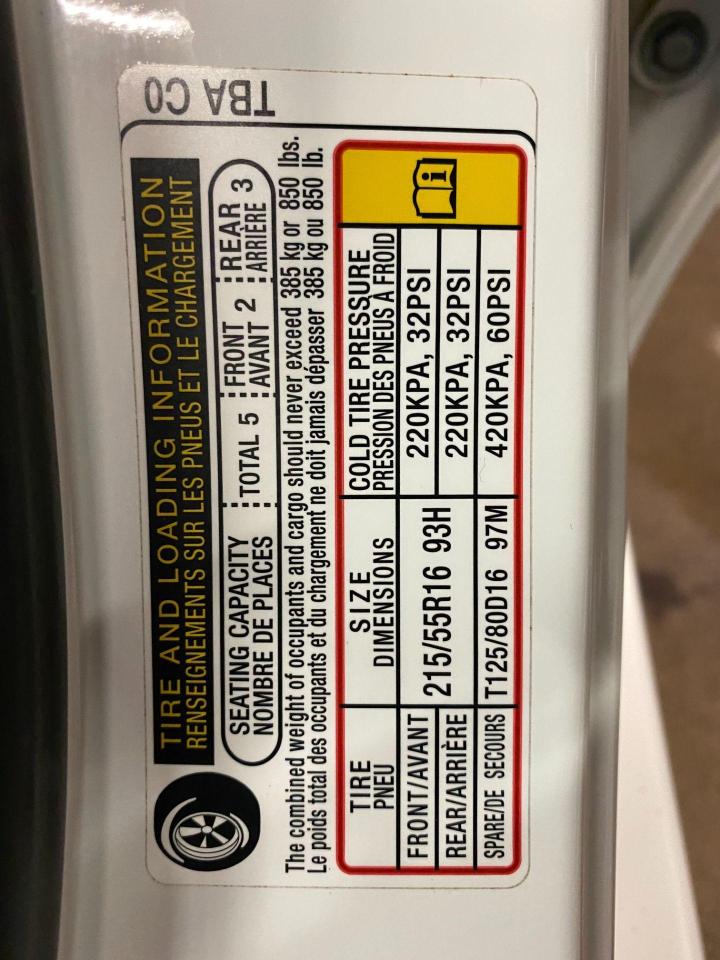 TBA C0
TIRE AND LOADING INFORMATION
RENSEIGNEMENTS SUR LES PNEUS ET LE CHARGEMENT
SEATING CAPACITY TOTAL 5 FRONT 2 REAR 3
NOMBRE DE PLACES AVANT ARRIÈRE
The combined weight of occupants and cargo should never exceed 385 kg or 850 lbs.
Le poids total des occupants et du chargement ne doit jamais dépasser 385 kg ou 850 lb.
TIRE SIZE COLD TIRE PRESSURE
PNEU DIMENSIONS PRESSION DES PNEUS À FROID
FRONT/AVANT 215/55R16 93H 220KPA, 32PSI
REAR/ARRIÈRE 220KPA, 32PSI
SPARE/DE SECOURS T125/80D16 97M 420KPA, 60PSI